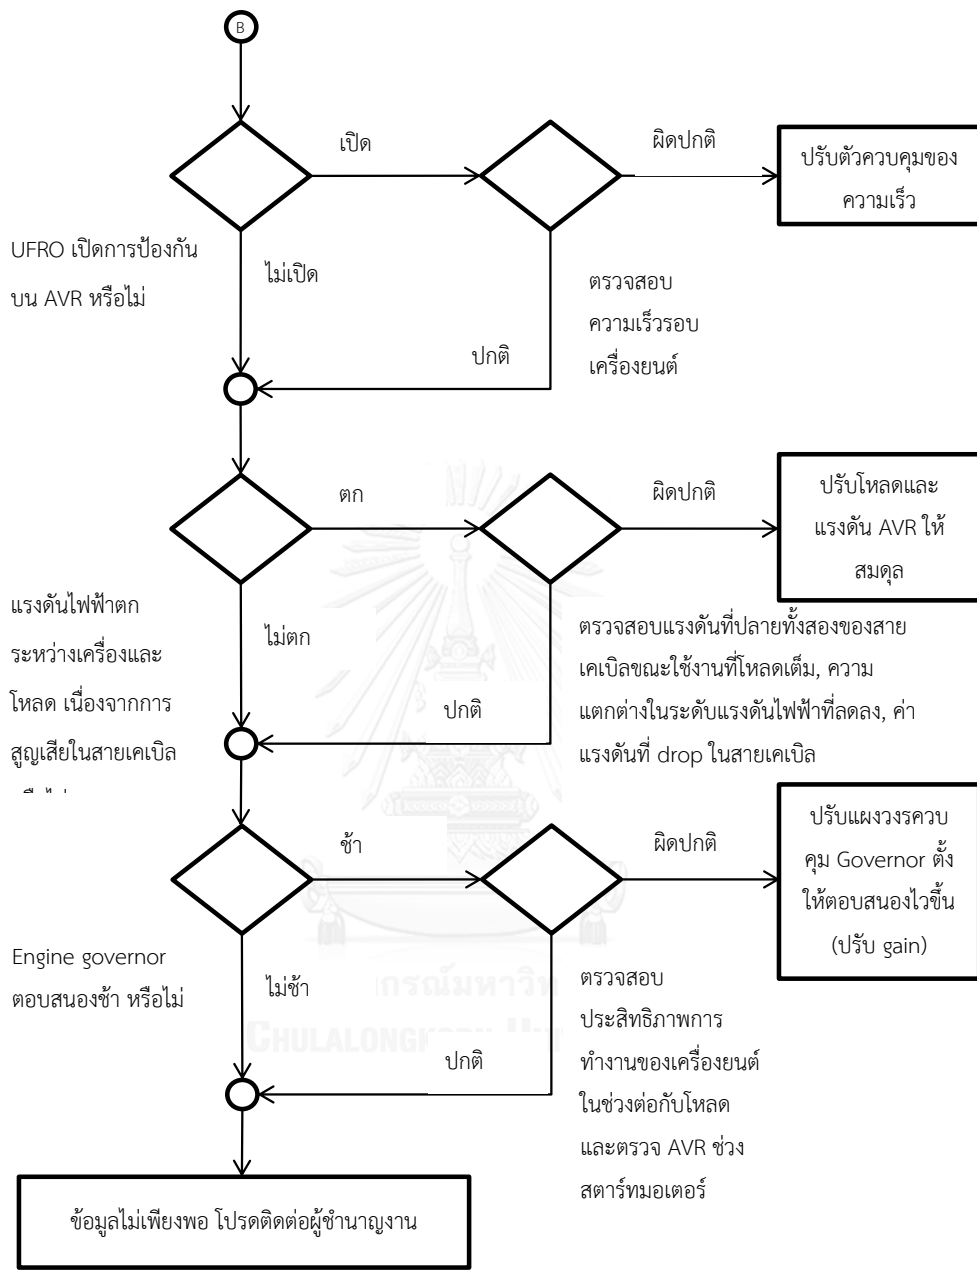 B
เปิด
ผิดปกติ
ปรับตัวควบคุมของ
ความเร็ว
UFRO เปิดการป้องกัน
บน AVR หรือไม่
ไม่เปิด
ตรวจสอบ
ความเร็วรอบ
เครื่องยนต์
ปกติ
ตก
ผิดปกติ
ปรับโหลดและ
แรงดัน AVR ให้
สมดุล
แรงดันไฟฟ้าตก
ระหว่างเครื่องและ
โหลด เนื่องจากการ
สูญเสียในสายเคเบิล
ไม่ตก
ตรวจสอบแรงดันที่ปลายทั้งสองของสาย
เคเบิลขณะใช้งานที่โหลดเต็ม, ความ
แตกต่างในระดับแรงดันไฟฟ้าที่ลดลง, ค่า
แรงดันที่ drop ในสายเคเบิล
ปกติ
ช้า
ผิดปกติ
ปรับแผงวงรควบ
คุม Governor ตั้ง
ให้ตอบสนองไวขึ้น
(ปรับ gain)
Engine governor
ตอบสนองช้า หรือไม่
ไม่ช้า
ตรวจสอบ
ประสิทธิภาพการ
ทำงานของเครื่องยนต์
ในช่วงต่อกับโหลด
และตรวจ AVR ช่วง
สตาร์ทมอเตอร์
ปกติ
ข้อมูลไม่เพียงพอ โปรดติดต่อผู้ชำนาญงาน